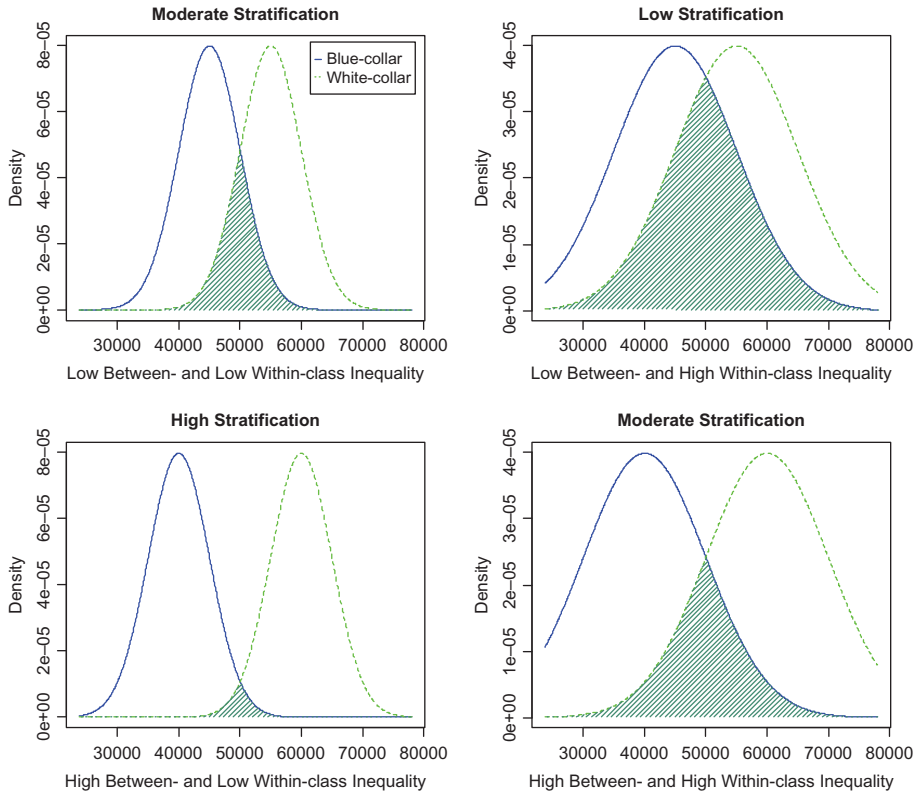 Moderate Stratification
Density
0e+00 2e−05 4e−05 6e−05 8e−05
Blue-collar
White-collar
30000 40000 50000 60000 70000 80000
Low Between- and Low Within-class Inequality
Low Stratification
Density
0e+00 1e−05 2e−05 3e−05 4e−05
30000 40000 50000 60000 70000 80000
Low Between- and High Within-class Inequality
High Stratification
Density
0e+00 2e−05 4e−05 6e−05 8e−05
30000 40000 50000 60000 70000 80000
High Between- and Low Within-class Inequality
Moderate Stratification
Density
0e+00 1e−05 2e−05 3e−05 4e−05
30000 40000 50000 60000 70000 80000
High Between- and High Within-class Inequality